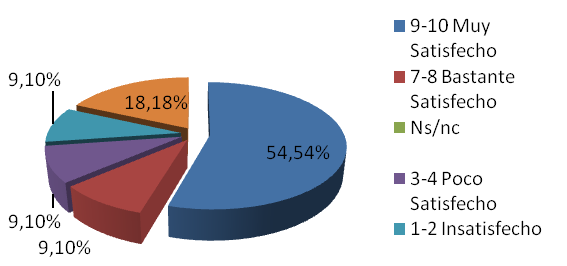 9,10%
18,18%
54,54%
9,10%
9,10%
9-10 Muy
Satisfecho
7-8 Bastante
Satisfecho
Ns/nc
3-4 Poco
Satisfecho
1-2 Insatisfecho